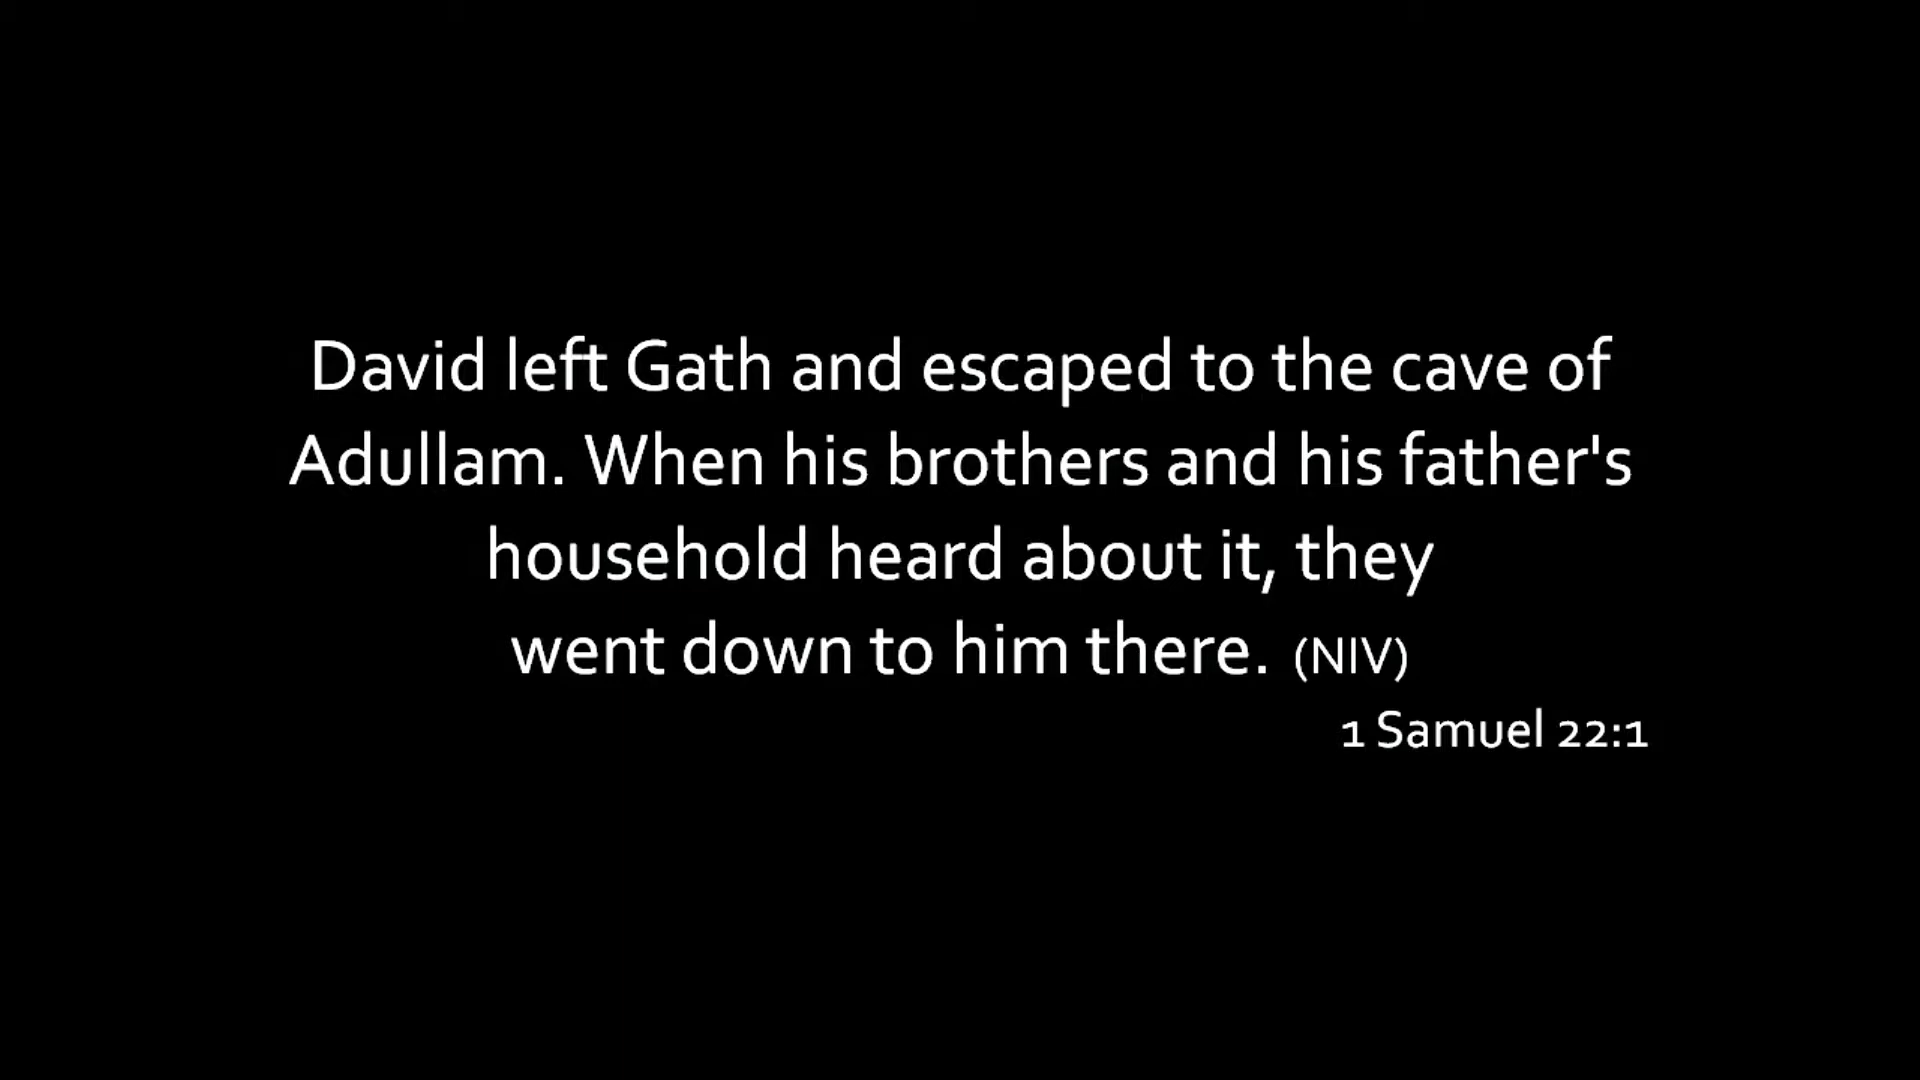 David left Gath and escaped to the cave of
Adullam. When his brothers and his father's
household heard about it, they
went down to him there. (NIV)
1 Samuel 22:1